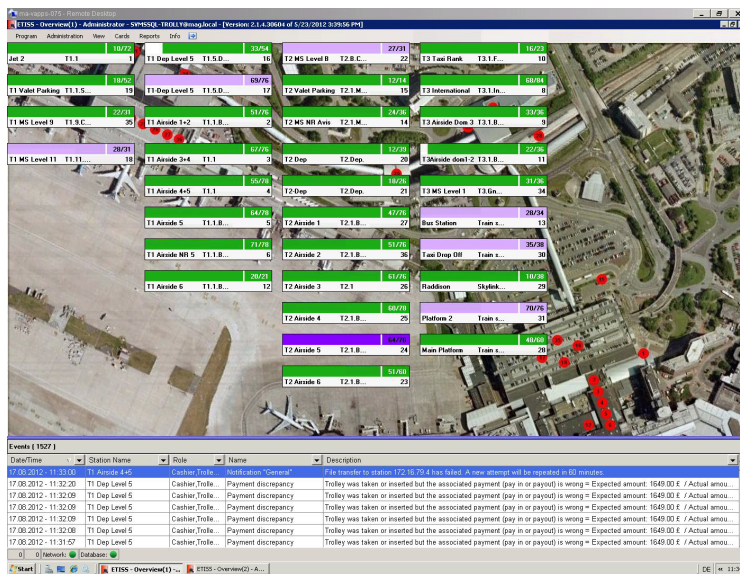 ma-vapps-075 - Remote Desktop
ETISS - Overview(1) - Administrator - SVMSSQL-TROLLY@mag.local - [Version: 2.1.4.30604 of 5/23/2012 3:39:56 PM]
Program Administration View Cards Reports Info
10/72 33/54 27/31 16/23
Jet 2 T1.1 1 T1 Dep Level 5 T1.5.D... 16 T2 MS Level B T2.B.C... 22 T3 Taxi Rank T3.1.F... 10
18/52 69/76 12/14 68/84
T1 Valet Parking T1.1.S... 19 T1 Dep Level 5 T1.5.D... 17 T2 Valet Parking T2.1.M... 15 T3 International T3.1.In... 8
22/31 51/76 24/36 33/36
T1 MS Level 9 T1.9.C... 35 T1 Airside 1+2 T1.1.B... 2 T2 MS NR Avis T2.1.M... 14 T3 Airside Dom 3 T3.1.B... 9
28/31 67/76 12/39 22/36
T1 MS Level 11 T1.11.... 18 T1 Airside 3+4 T1.1 3 T2 Dep T2.Dep. 20 T3Airside dom1-2 T3.1.B... 11
55/78 18/26 31/36
T1 Airside 4+5 T1.1 4 T2-Dep T2.Dep. 21 T3 MS Level 1 T3.Gn... 34
64/78 47/76 28/34
T1 Airside 5 T1.1.B... 5 T2 Airside 1 T2.1.B... 27 Bus Station Train s... 13
71/78 51/76 35/38
T1 Airside NR 5 T1.1.B... 6 T2 Airside 2 T2.1.B... 36 Taxi Drop Off Train s... 30
20/21 61/76 10/38
T1 Airside 6 T1.1.B... 12 T2 Airside 3 T2.1 26 Raddison Skylink... 29
60/78 70/76
T2 Airside 4 T2.1.B... 25 Platform 2 Train s... 31
64/76 48/68
T2 Airside 5 T2.1.B... 24 Main Platform Train s... 28
51/60
T2 Airside 6 T2.1.B... 23
Events ( 1527 )
Date/Time Station Name Role Name Description
17.08.2012 - 11:33:00 T1 Airside 4+5 Cashier,Trolle... Notification "General" File transfer to station 172.16.79.4 has failed. A new attempt will be repeated in 60 minutes.
17.08.2012 - 11:32:20 T1 Dep Level 5 Cashier,Trolle... Payment discrepancy Trolley was taken or inserted but the associated payment (pay in or payout) is wrong = Expected amount: 1649.00 £ / Actual amou...
17.08.2012 - 11:32:09 T1 Dep Level 5 Cashier,Trolle... Payment discrepancy Trolley was taken or inserted but the associated payment (pay in or payout) is wrong = Expected amount: 1649.00 £ / Actual amou...
17.08.2012 - 11:32:09 T1 Dep Level 5 Cashier,Trolle... Payment discrepancy Trolley was taken or inserted but the associated payment (pay in or payout) is wrong = Expected amount: 1649.00 £ / Actual amou...
17.08.2012 - 11:32:09 T1 Dep Level 5 Cashier,Trolle... Payment discrepancy Trolley was taken or inserted but the associated payment (pay in or payout) is wrong = Expected amount: 1649.00 £ / Actual amou...
17.08.2012 - 11:32:08 T1 Dep Level 5 Cashier,Trolle... Payment discrepancy Trolley was taken or inserted but the associated payment (pay in or payout) is wrong = Expected amount: 1649.00 £ / Actual amou...
17.08.2012 - 11:31:57 T1 Dep Level 5 Cashier,Trolle... Payment discrepancy Trolley was taken or inserted but the associated payment (pay in or payout) is wrong = Expected amount: 1649.00 £ / Actual amou...
0 0 Network: Database:
Start ETISS - Overview(1) -... ETISS - Overview(2) - A... DE « 11:3